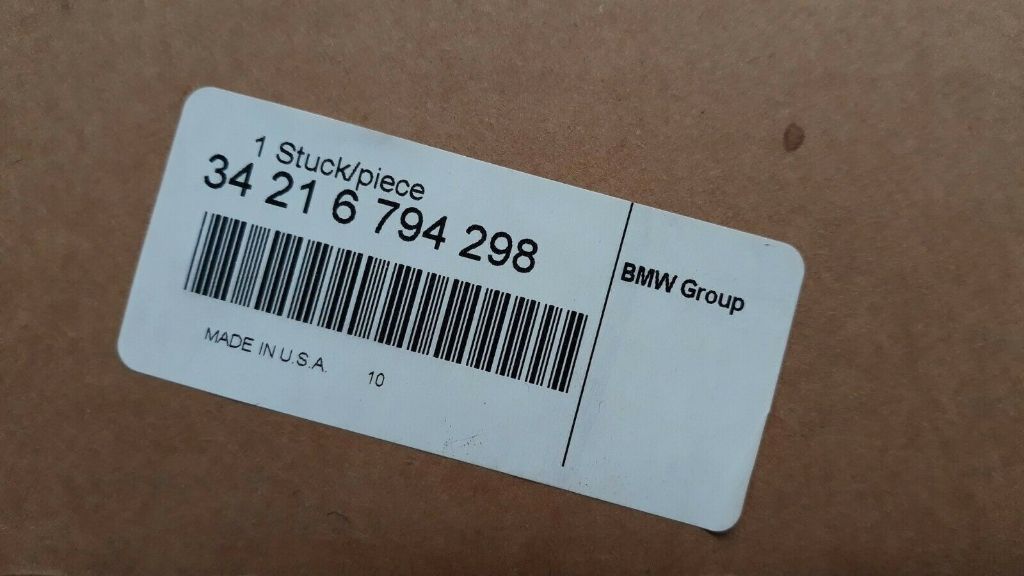 1 Stuck/piece
34 21 6 794 298
BMW Group
MADE IN U.S.A. 10